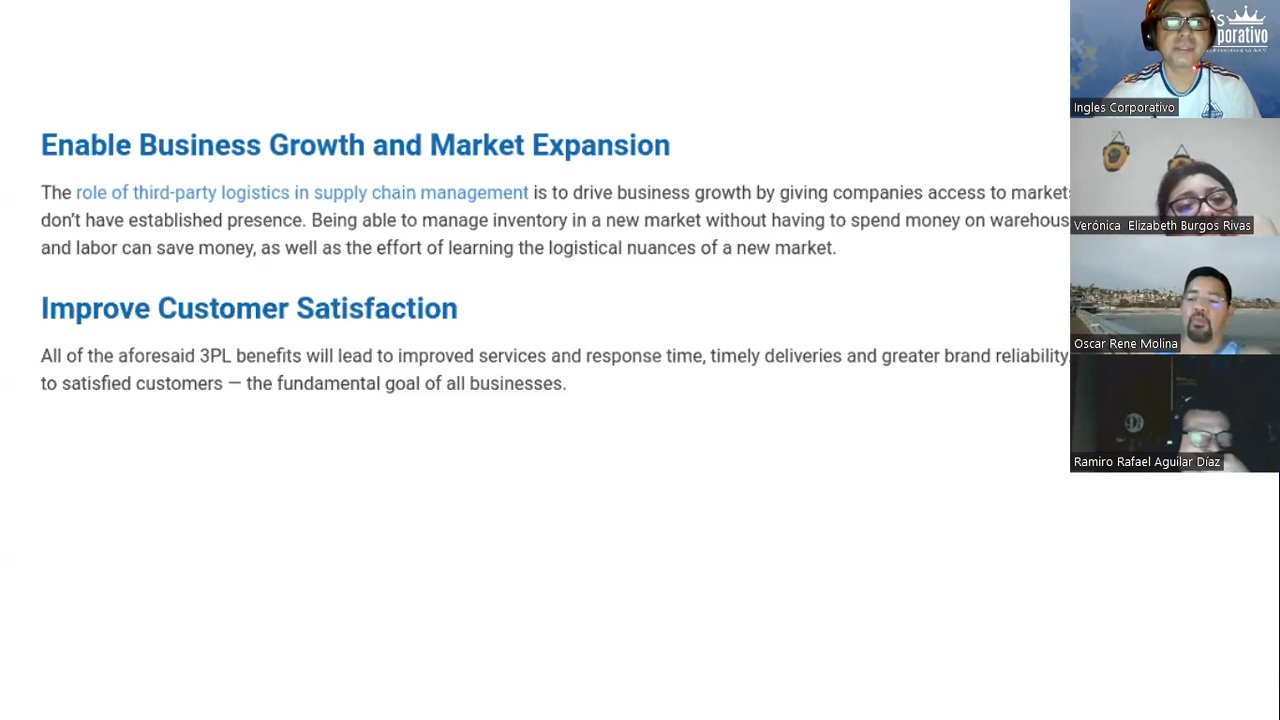 Enable Business Growth and Market Expansion
The role of third-party logistics in supply chain management is to drive business growth by giving companies access to market
don't have established presence. Being able to manage inventory in a new market without having to spend money on warehous
and labor can save money, as well as the effort of learning the logistical nuances of a new market.
Improve Customer Satisfaction
All of the aforesaid 3PL benefits will lead to improved services and response time, timely deliveries and greater brand reliability.
to satisfied customers — the fundamental goal of all businesses.
porativo
Ingles Corporativo
Verónica Elizabeth Burgos Rivas
Oscar Rene Molina
Ramiro Rafael Aguilar Díaz